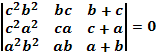 |c²b² bc b + c|
|c²a² ca c + a| = 0
|a²b² ab a + b|